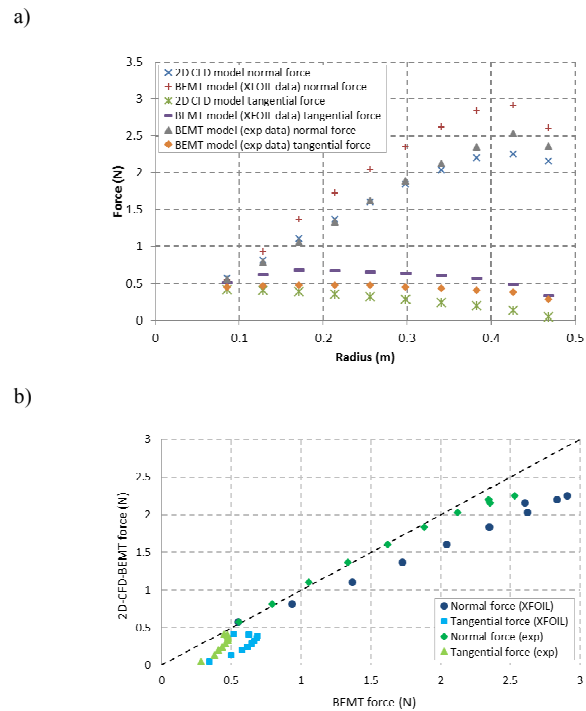 a)
3.5
2D CFD model normal force
BEMT model (XFOIL data) normal force
3
2D CFD model tangential force
BEMT model (XFOIL data) tangential force
2.5
BEMT model (exp data) normal force
BEMT model (exp data) tangential force
2
Force (N)
1.5
1
0.5
0
0 0.1 0.2 0.3 0.4 0.5
Radius (m)
b)
3
2.5
2
2D-CFD-BEMT force (N)
1.5
1
Normal force (XFOIL)
Tangential force (XFOIL)
0.5
Normal force (exp)
Tangential force (exp)
0
0 0.5 1 1.5 2 2.5 3
BEMT force (N)